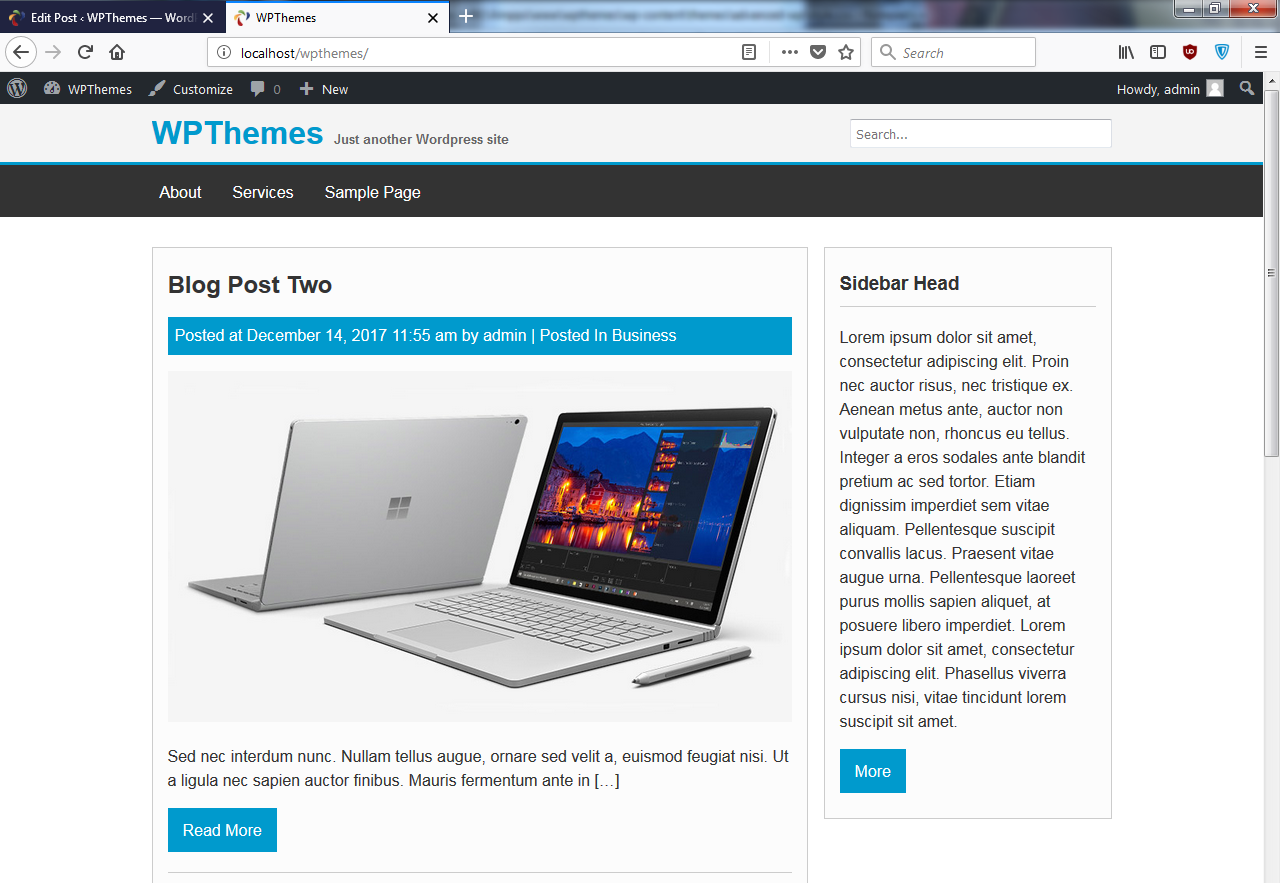 Edit Post ‹ WPThemes — Word
WPThemes
localhost/wpthemes/
Search
WPThemes
Customize
0
New
Howdy, admin
WPThemes Just another Wordpress site
Search...
About
Services
Sample Page
Blog Post Two
Posted at December 14, 2017 11:55 am by admin | Posted In Business
Sed nec interdum nunc. Nullam tellus augue, ornare sed velit a, euismod feugiat nisi. Ut
a ligula nec sapien auctor finibus. Mauris fermentum ante in […]
Read More
Sidebar Head
Lorem ipsum dolor sit amet,
consectetur adipiscing elit. Proin
nec auctor risus, nec tristique ex.
Aenean metus ante, auctor non
vulputate non, rhoncus eu tellus.
Integer a eros sodales ante blandit
pretium ac sed tortor. Etiam
dignissim imperdiet sem vitae
aliquam. Pellentesque suscipit
convallis lacus. Praesent vitae
augue urna. Pellentesque laoreet
purus mollis sapien aliquet, at
posuere libero imperdiet. Lorem
ipsum dolor sit amet, consectetur
adipiscing elit. Phasellus viverra
cursus nisi, vitae tincidunt lorem
suscipit sit amet.
More